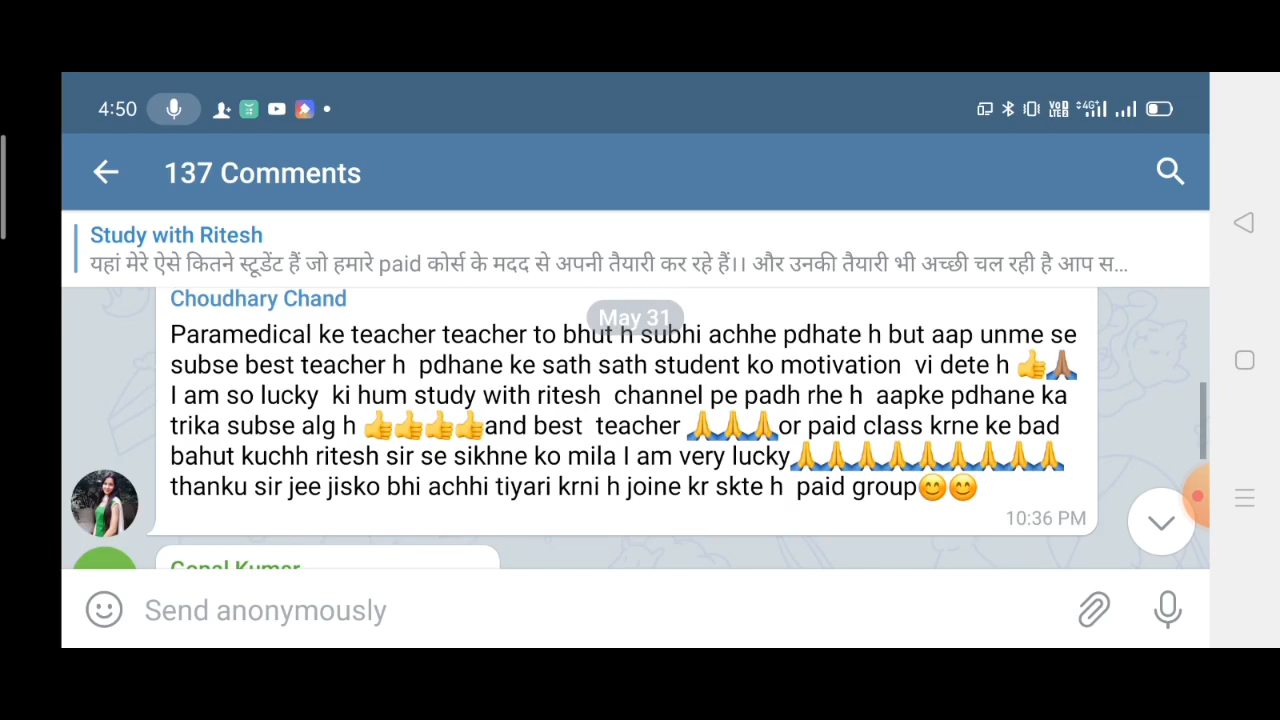 4:50
137 Comments
Study with Ritesh
यहां मेरे ऐसे कितने स्टूडेंट हैं जो हमारे paid कोर्स के मदद से अपनी तैयारी कर रहे हैं।। और उनकी तैयारी भी अच्छी चल रही है आप स...
Choudhary Chand
May 31
Paramedical ke teacher teacher to bhut h subhi achhe pdhate h but aap unme se
subse best teacher h pdhane ke sath sath student ko motivation vi dete h 👍🙏🏽
I am so lucky ki hum study with ritesh channel pe padh rhe h aapke pdhane ka
trika subse alg h 👍👍👍👍and best teacher 🙏🙏🙏or paid class krne ke bad
bahut kuchh ritesh sir se sikhne ko mila I am very lucky🙏🙏🙏🙏🙏🙏🙏🙏🙏
thanku sir jee jisko bhi achhi tiyari krni h joine kr skte h paid group😊😊
10:36 PM
Gopal Kumar
Send anonymously